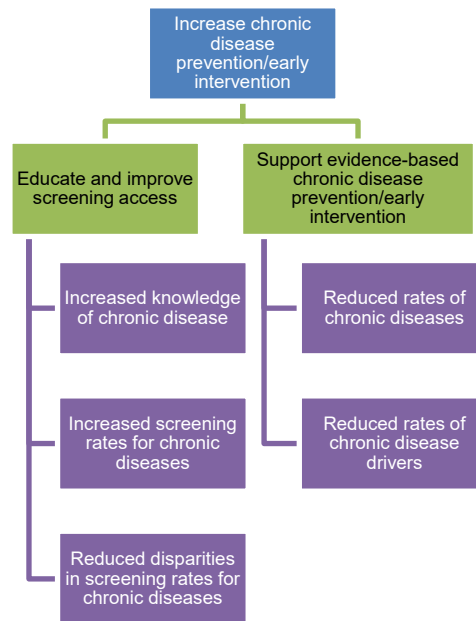 Increase chronic
disease
prevention/early
intervention
Educate and improve
screening access
Support evidence-based
chronic disease
prevention/early
intervention
Increased knowledge
of chronic disease
Increased screening
rates for chronic
diseases
Reduced disparities
in screening rates for
chronic diseases
Reduced rates of
chronic diseases
Reduced rates of
chronic disease
drivers